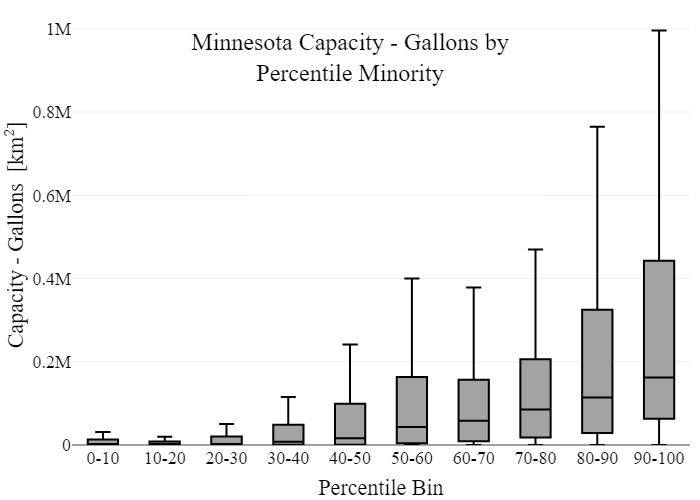 Minnesota Capacity - Gallons by
Percentile Minority
Capacity - Gallons [km²]
1M
0.8M
0.6M
0.4M
0.2M
0
0-10 10-20 20-30 30-40 40-50 50-60 60-70 70-80 80-90 90-100
Percentile Bin